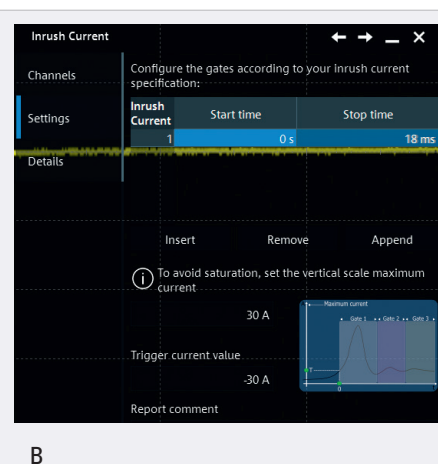 Inrush Current
Channels
Settings
Details
Configure the gates according to your inrush current
specification:
Inrush
Current
Start time
Stop time
1
0 s
18 ms
Insert
Remove
Append
To avoid saturation, set the vertical scale maximum
current
30 A
Trigger current value
-30 A
Report comment
Maximum current
Gate 1
Gate 2
Gate 3
T
0
B